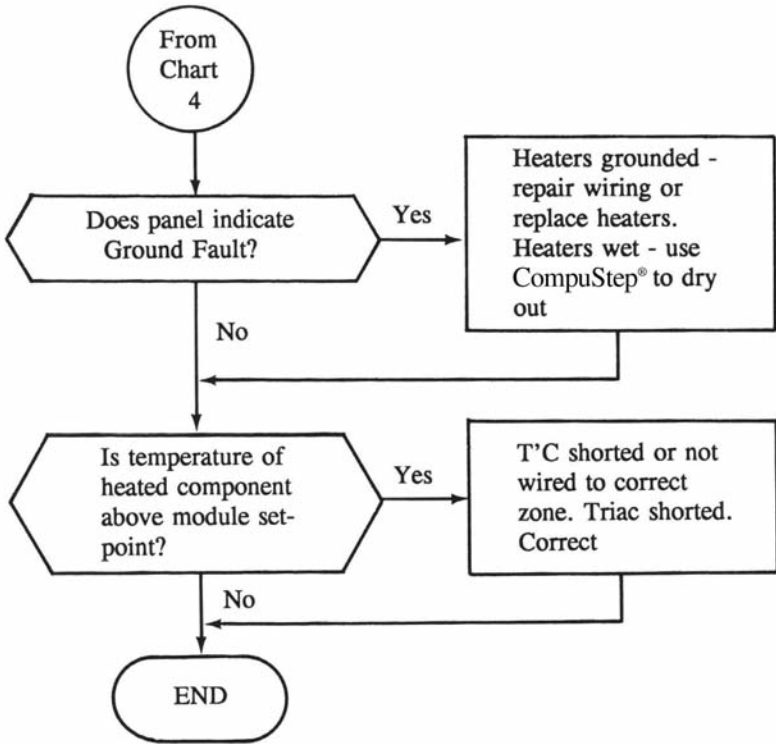 From
Chart
4
Does panel indicate
Ground Fault?
Yes
Heaters grounded -
repair wiring or
replace heaters.
Heaters wet - use
CompuStep® to dry
out
No
Is temperature of
heated component
above module set-
point?
Yes
T'C shorted or not
wired to correct
zone. Triac shorted.
Correct
No
END